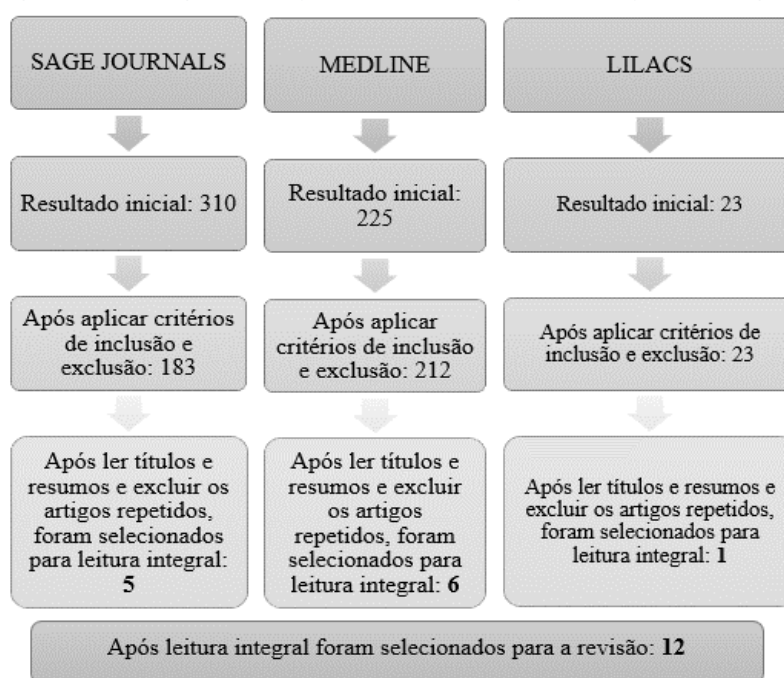 SAGE JOURNALS
MEDLINE
LILACS
Resultado inicial: 310
Resultado inicial:
225
Resultado inicial: 23
Após aplicar critérios
de inclusão e
exclusão: 183
Após aplicar
critérios de inclusão
e exclusão: 212
Após aplicar critérios de
inclusão e exclusão: 23
Após ler títulos e
resumos e excluir os
artigos repetidos,
foram selecionados
para leitura integral:
5
Após ler títulos e
resumos e excluir
os artigos
repetidos, foram
selecionados para
leitura integral: 6
Após ler títulos e resumos e
excluir os artigos repetidos,
foram selecionados para
leitura integral: 1
Após leitura integral foram selecionados para a revisão: 12